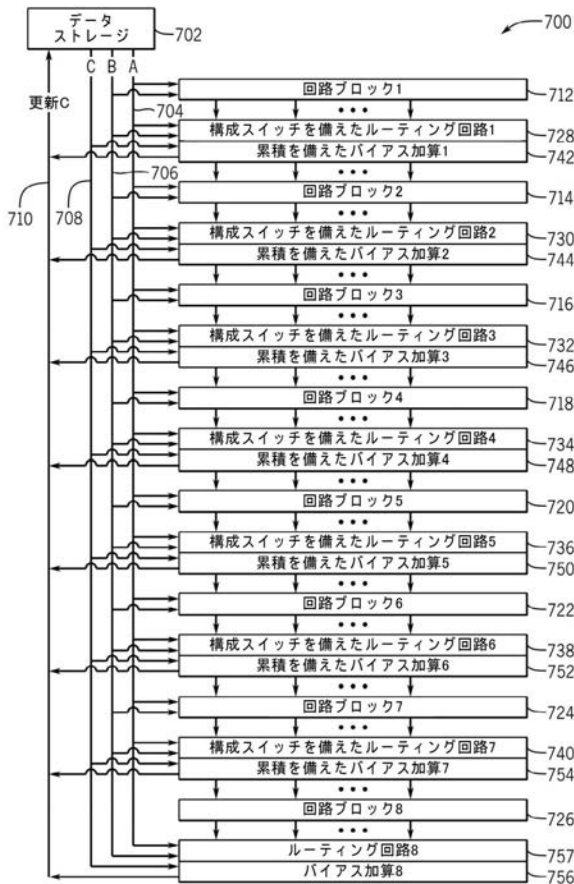 データ
ストレージ
702
700
C B A
更新C
704
706
708
710
回路ブロック1
712
構成スイッチを備えたルーティング回路1
728
累積を備えたバイアス加算1
742
回路ブロック2
714
構成スイッチを備えたルーティング回路2
730
累積を備えたバイアス加算2
744
回路ブロック3
716
構成スイッチを備えたルーティング回路3
732
累積を備えたバイアス加算3
746
回路ブロック4
718
構成スイッチを備えたルーティング回路4
734
累積を備えたバイアス加算4
748
回路ブロック5
720
構成スイッチを備えたルーティング回路5
736
累積を備えたバイアス加算5
750
回路ブロック6
722
構成スイッチを備えたルーティング回路6
738
累積を備えたバイアス加算6
752
回路ブロック7
724
構成スイッチを備えたルーティング回路7
740
累積を備えたバイアス加算7
754
回路ブロック8
726
ルーティング回路8
757
バイアス加算8
756